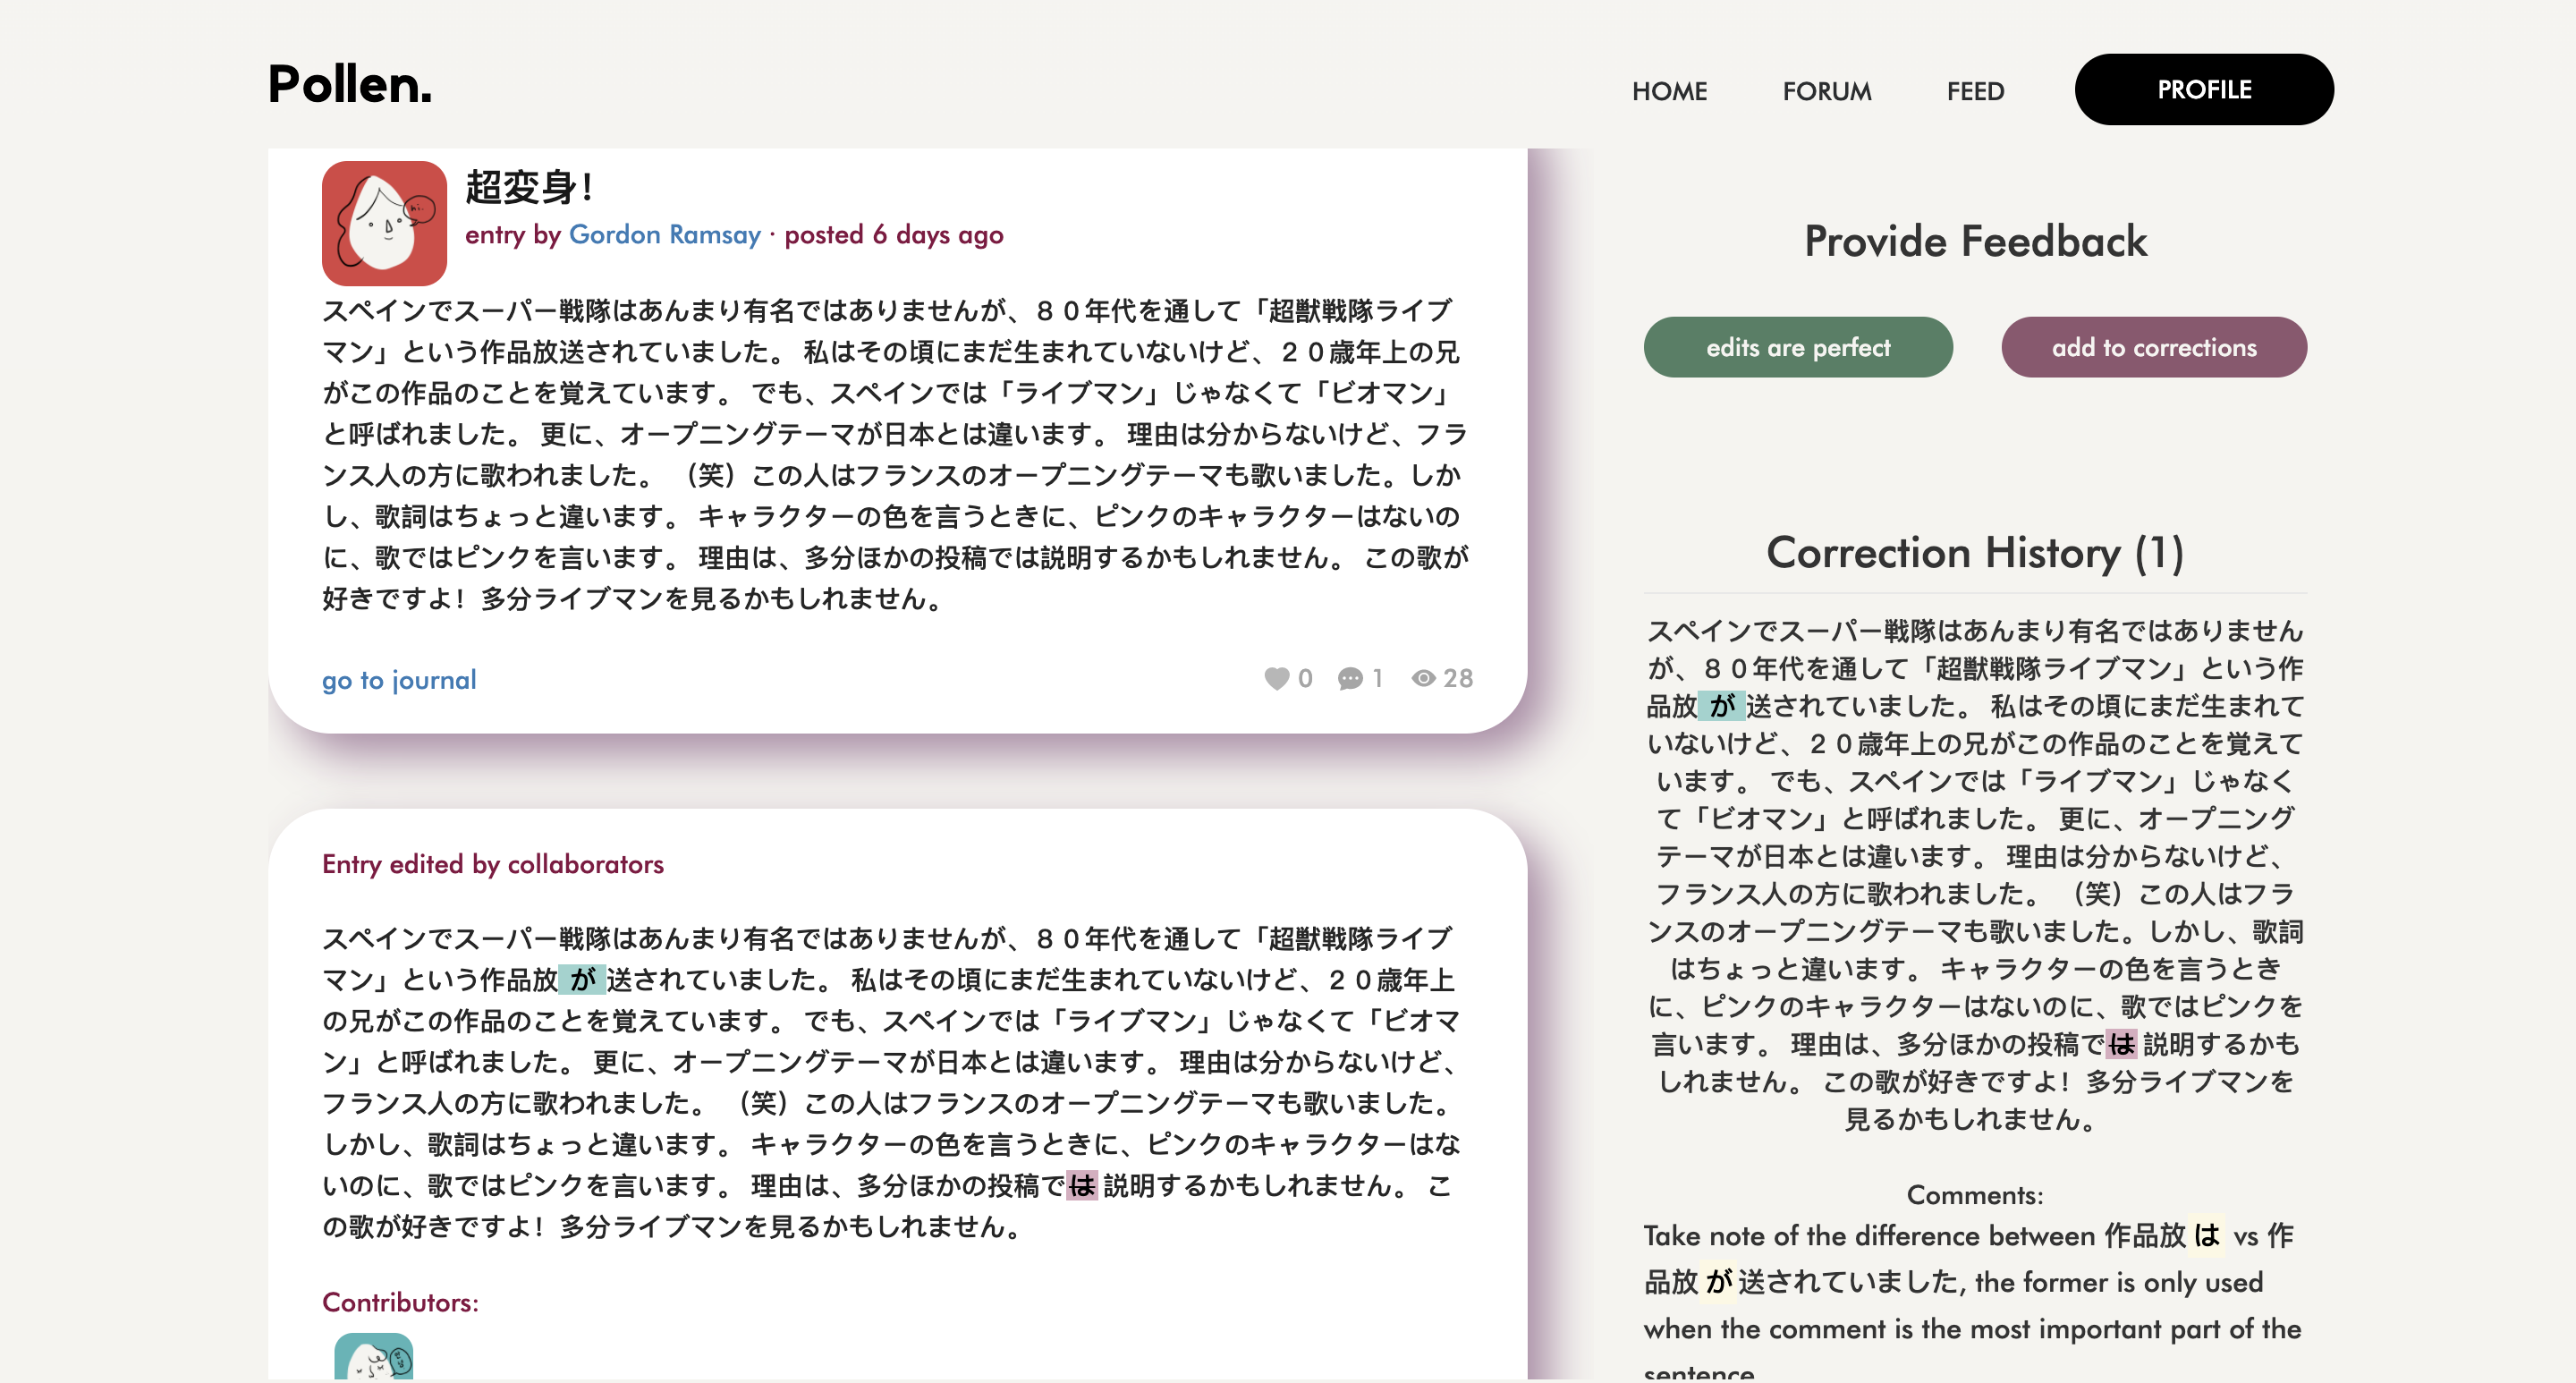 Pollen.
HOME FORUM FEED PROFILE
超変身!
entry by Gordon Ramsay · posted 6 days ago
スペインでスーパー戦隊はあんまり有名ではありませんが、８０年代を通して「超獣戦隊ライブ
マン」という作品放送されていました。 私はその頃にまだ生まれていないけど、２０歳年上の兄
がこの作品のことを覚えています。 でも、スペインでは「ライブマン」じゃなくて「ビオマン」
と呼ばれました。 更に、オープニングテーマが日本とは違います。 理由は分からないけど、フラ
ンス人の方に歌われました。 （笑）この人はフランスのオープニングテーマも歌いました。しか
し、歌詞はちょっと違います。 キャラクターの色を言うときに、ピンクのキャラクターはないの
に、歌ではピンクを言います。 理由は、多分ほかの投稿では説明するかもしれません。 この歌が
好きですよ! 多分ライブマンを見るかもしれません。
go to journal
0 1 28
Entry edited by collaborators
スペインでスーパー戦隊はあんまり有名ではありませんが、８０年代を通して「超獣戦隊ライブ
マン」という作品放 が 送されていました。 私はその頃にまだ生まれていないけど、２０歳年上
の兄がこの作品のことを覚えています。 でも、スペインでは「ライブマン」じゃなくて「ビオマ
ン」と呼ばれました。 更に、オープニングテーマが日本とは違います。 理由は分からないけど、
フランス人の方に歌われました。 （笑）この人はフランスのオープニングテーマも歌いました。
しかし、歌詞はちょっと違います。 キャラクターの色を言うときに、ピンクのキャラクターはな
いのに、歌ではピンクを言います。 理由は、多分ほかの投稿では 説明するかもしれません。 こ
の歌が好きですよ! 多分ライブマンを見るかもしれません。
Contributors:
Provide Feedback
edits are perfect add to corrections
Correction History (1)
スペインでスーパー戦隊はあんまり有名ではありません
が、８０年代を通して「超獣戦隊ライブマン」という作
品放 が 送されていました。 私はその頃にまだ生まれて
いないけど、２０歳年上の兄がこの作品のことを覚えて
います。 でも、スペインでは「ライブマン」じゃなく
て「ビオマン」と呼ばれました。 更に、オープニング
テーマが日本とは違います。 理由は分からないけど、
フランス人の方に歌われました。 （笑）この人はフラ
ンスのオープニングテーマも歌いました。しかし、歌詞
はちょっと違います。 キャラクターの色を言うとき
に、ピンクのキャラクターはないのに、歌ではピンクを
言います。 理由は、多分ほかの投稿では 説明するかも
しれません。 この歌が好きですよ! 多分ライブマンを
見るかもしれません。
Comments:
Take note of the difference between 作品放 は vs 作
品放 が 送されていました, the former is only used
when the comment is the most important part of the
sentence